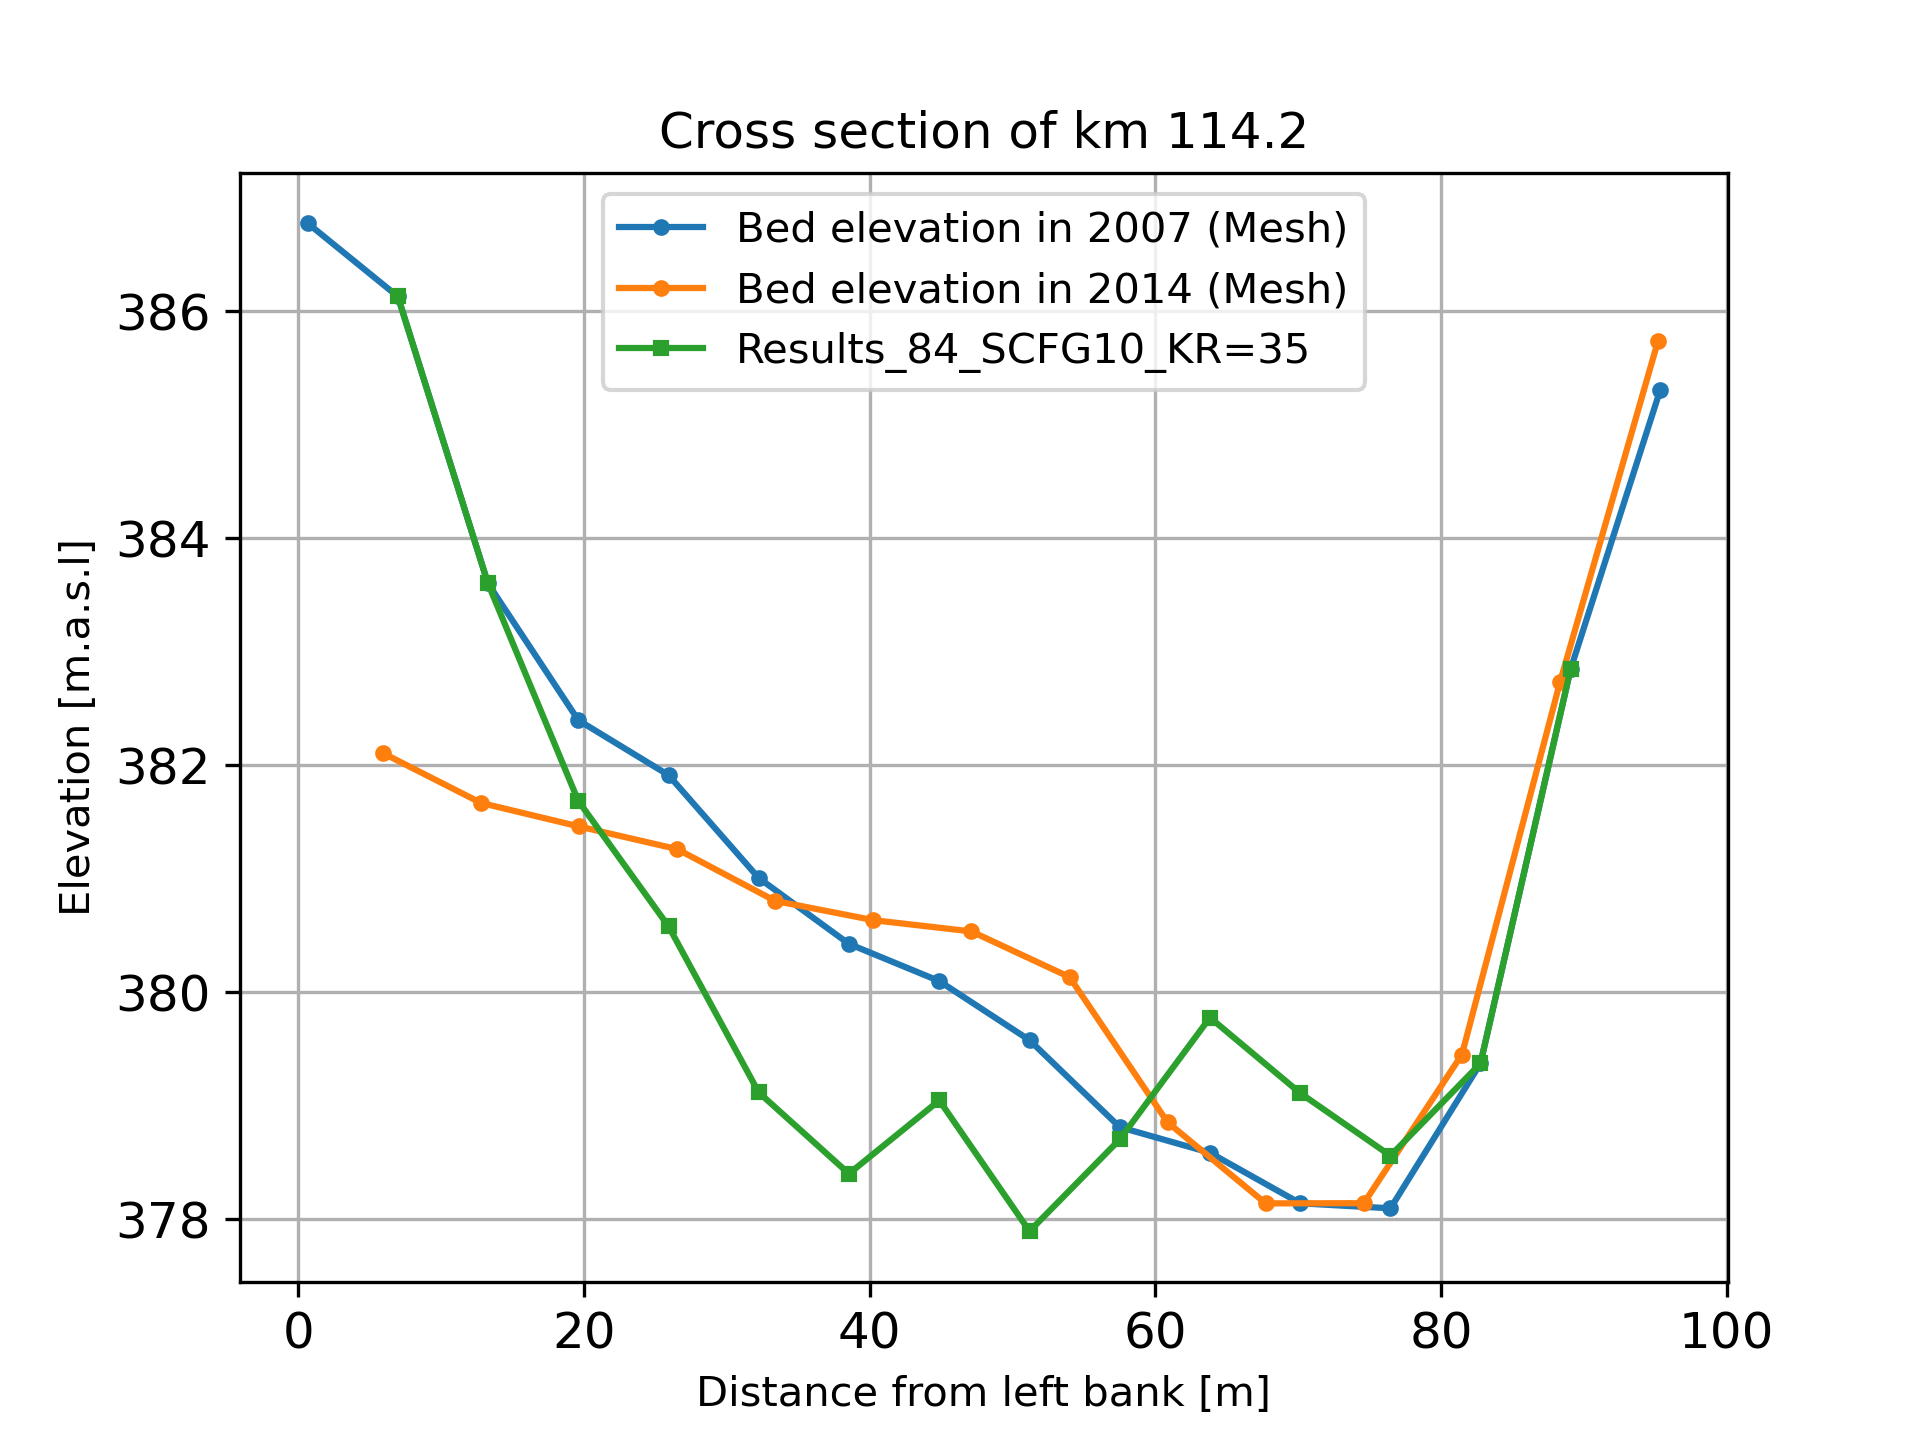 Cross section of km 114.2
Bed elevation in 2007 (Mesh)
Bed elevation in 2014 (Mesh)
Results_84_SCFG10_KR=35
386
384
382
380
378
Elevation [m.a.s.l]
0 20 40 60 80 100
Distance from left bank [m]